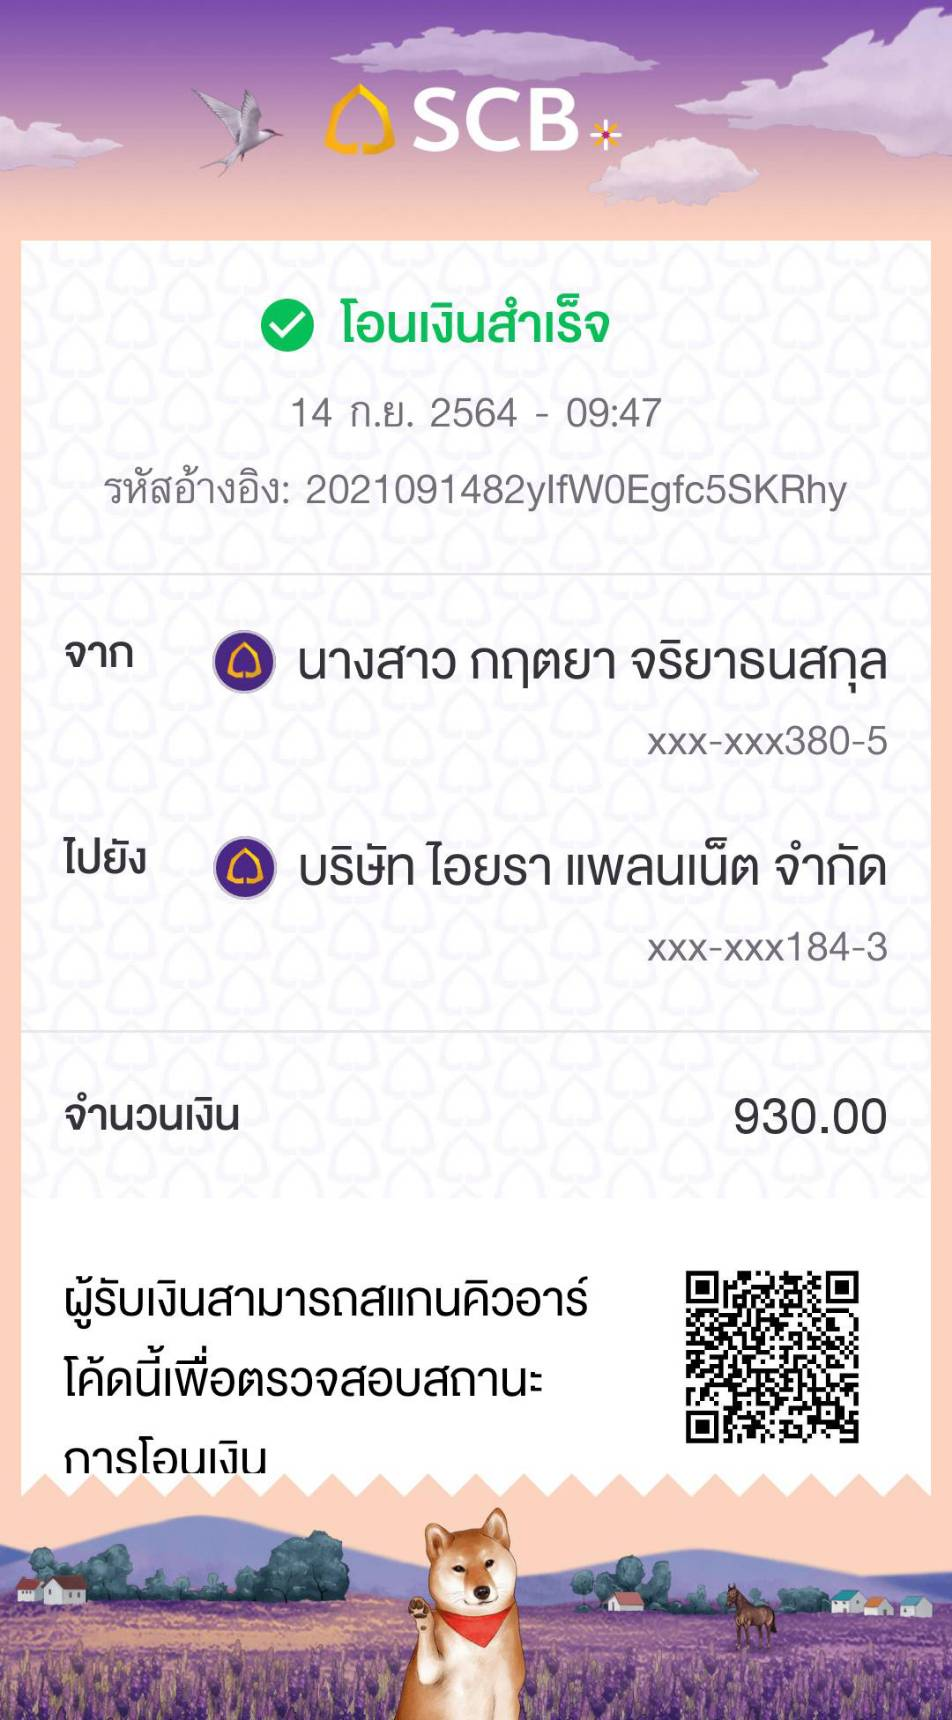 SCB
โอนเงินสำเร็จ
14 ก.ย. 2564 - 09:47
รหัสอ้างอิง: 2021091482yIfW0Egfc5SKRhy
จาก นางสาว กฤตยา จริยาธนสกุล
xxx-xxx380-5
ไปยัง บริษัท ไอยรา แพลนเน็ต จำกัด
xxx-xxx184-3
จำนวนเงิน 930.00
ผู้รับเงินสามารถสแกนคิวอาร์
โค้ดนี้เพื่อตรวจสอบสถานะ
การโอนเงิน